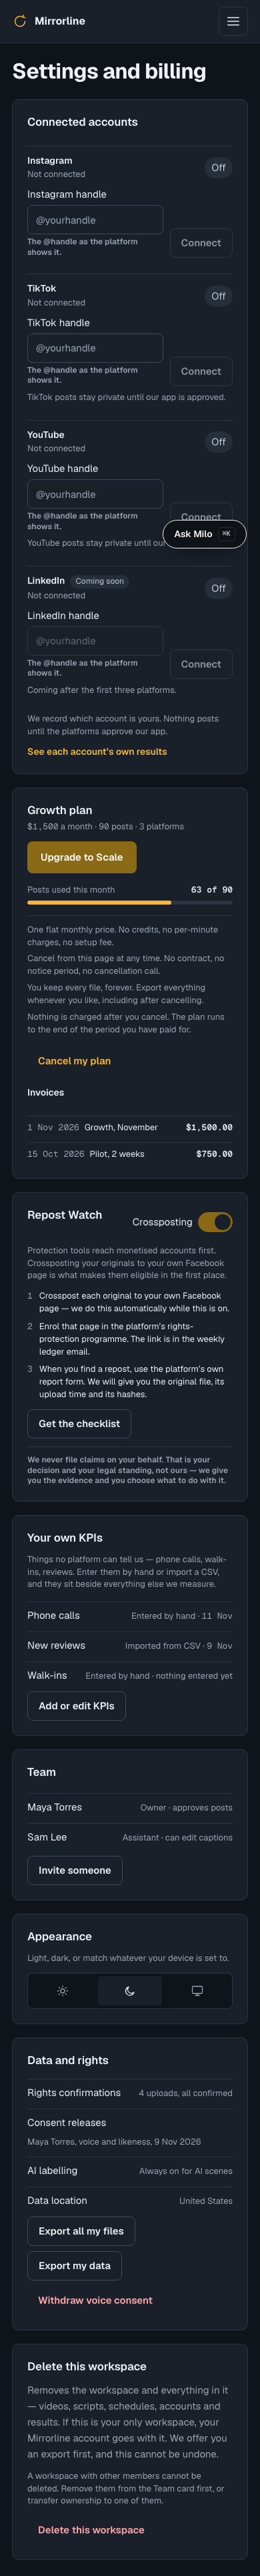 Mirrorline
Settings and billing
Connected accounts
Instagram
Not connected
Off
Instagram handle
@yourhandle
The @handle as the platform
shows it.
Connect
TikTok
Not connected
Off
TikTok handle
@yourhandle
The @handle as the platform
shows it.
Connect
TikTok posts stay private until our app is approved.
YouTube
Not connected
Off
YouTube handle
@yourhandle
The @handle as the platform
shows it.
Connect
Ask Milo ⌘K
YouTube posts stay private until our
LinkedIn Coming soon
Not connected
Off
LinkedIn handle
@yourhandle
The @handle as the platform
shows it.
Connect
Coming after the first three platforms.
We record which account is yours. Nothing posts
until the platforms approve our app.
See each account's own results
Growth plan
$1,500 a month · 90 posts · 3 platforms
Upgrade to Scale
Posts used this month 63 of 90
One flat monthly price. No credits, no per-minute
charges, no setup fee.
Cancel from this page at any time. No contract, no
notice period, no cancellation call.
You keep every file, forever. Export everything
whenever you like, including after cancelling.
Nothing is charged after you cancel. The plan runs
to the end of the period you have paid for.
Cancel my plan
Invoices
1 Nov 2026 Growth, November $1,500.00
15 Oct 2026 Pilot, 2 weeks $750.00
Repost Watch
Crossposting
Protection tools reach monetised accounts first.
Crossposting your originals to your own Facebook
page is what makes them eligible in the first place.
1 Crosspost each original to your own Facebook
page — we do this automatically while this is on.
2 Enrol that page in the platform's rights-
protection programme. The link is in the weekly
ledger email.
3 When you find a repost, use the platform's own
report form. We will give you the original file, its
upload time and its hashes.
Get the checklist
We never file claims on your behalf. That is your
decision and your legal standing, not ours — we give
you the evidence and you choose what to do with it.
Your own KPIs
Things no platform can tell us — phone calls, walk-
ins, reviews. Enter them by hand or import a CSV,
and they sit beside everything else we measure.
Phone calls Entered by hand · 11 Nov
New reviews Imported from CSV · 9 Nov
Walk-ins Entered by hand · nothing entered yet
Add or edit KPIs
Team
Maya Torres Owner · approves posts
Sam Lee Assistant · can edit captions
Invite someone
Appearance
Light, dark, or match whatever your device is set to.
Data and rights
Rights confirmations 4 uploads, all confirmed
Consent releases
Maya Torres, voice and likeness, 9 Nov 2026
AI labelling Always on for AI scenes
Data location United States
Export all my files
Export my data
Withdraw voice consent
Delete this workspace
Removes the workspace and everything in it
— videos, scripts, schedules, accounts and
results. If this is your only workspace, your
Mirrorline account goes with it. We offer you
an export first, and this cannot be undone.
A workspace with other members cannot be
deleted. Remove them from the Team card first, or
transfer ownership to one of them.
Delete this workspace